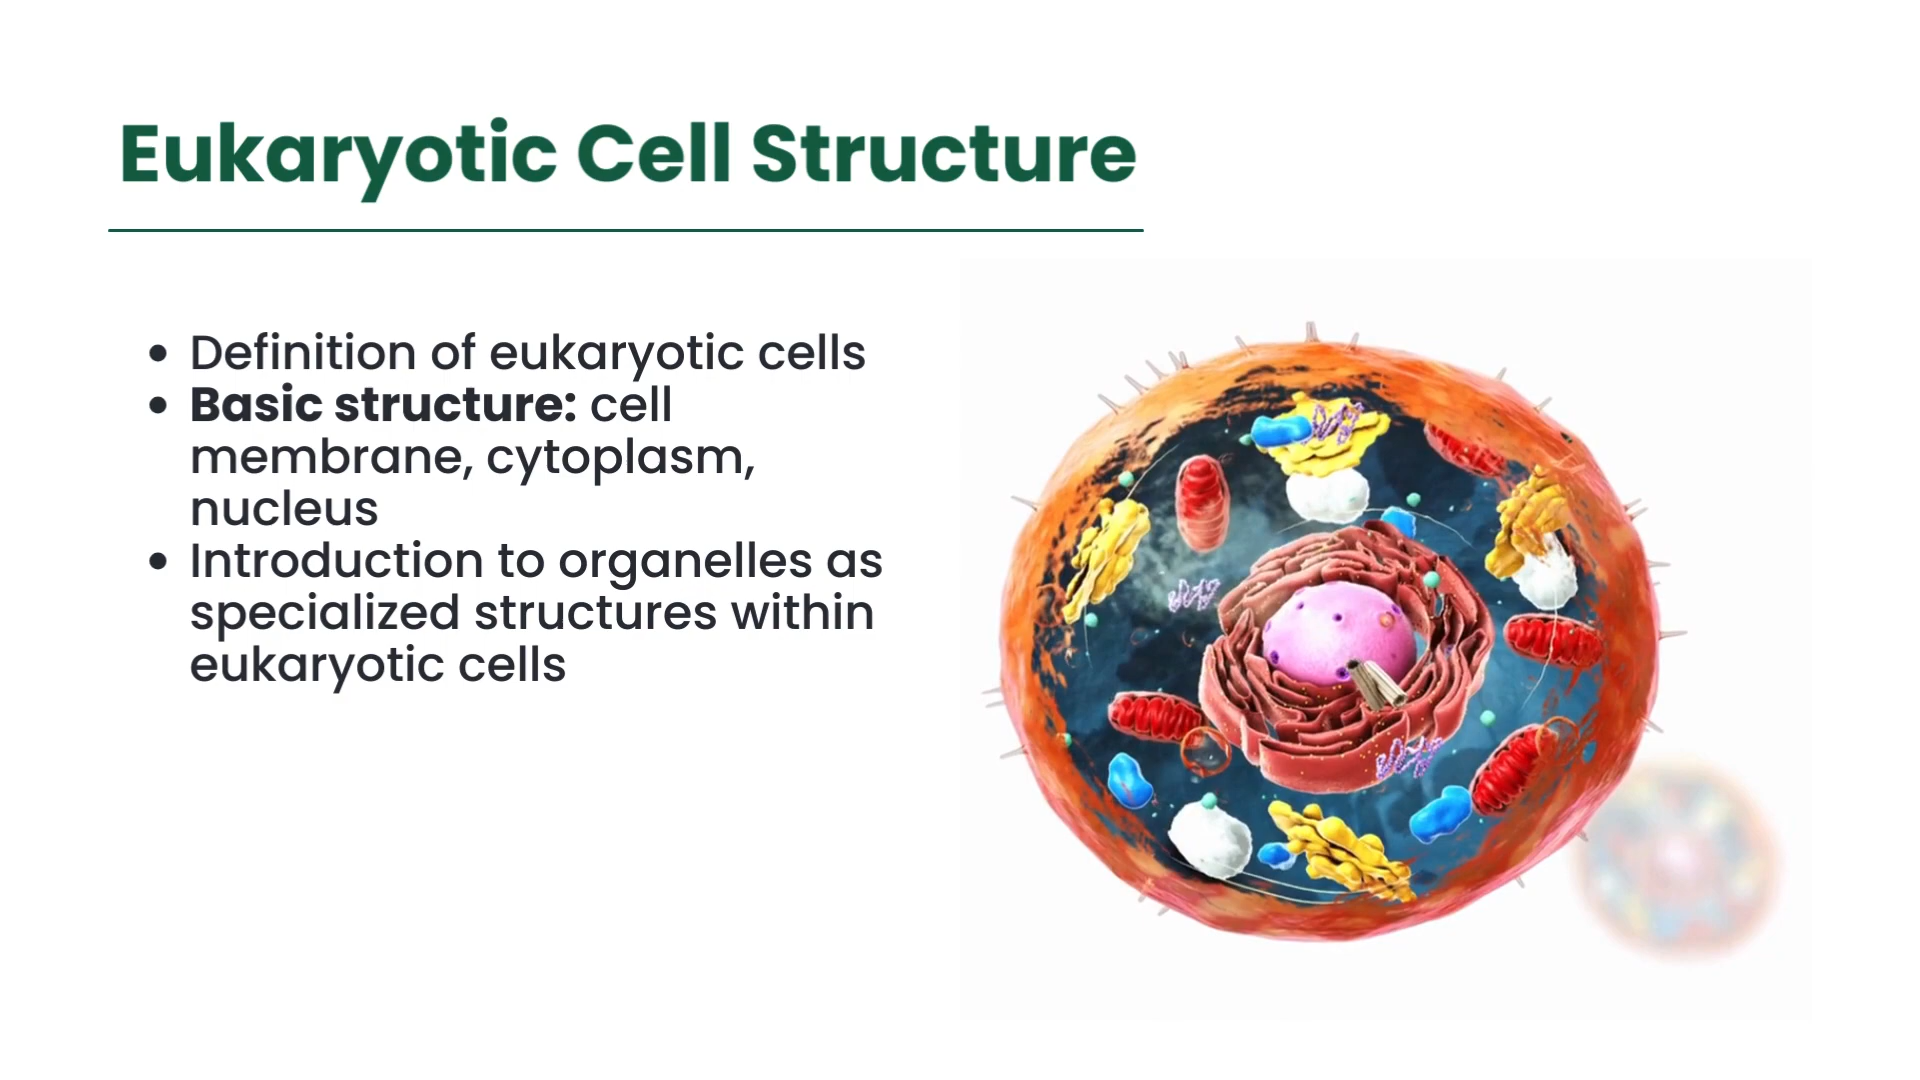 Eukaryotic Cell Structure
• Definition of eukaryotic cells
• Basic structure: cell
membrane, cytoplasm,
nucleus
• Introduction to organelles as
specialized structures within
eukaryotic cells